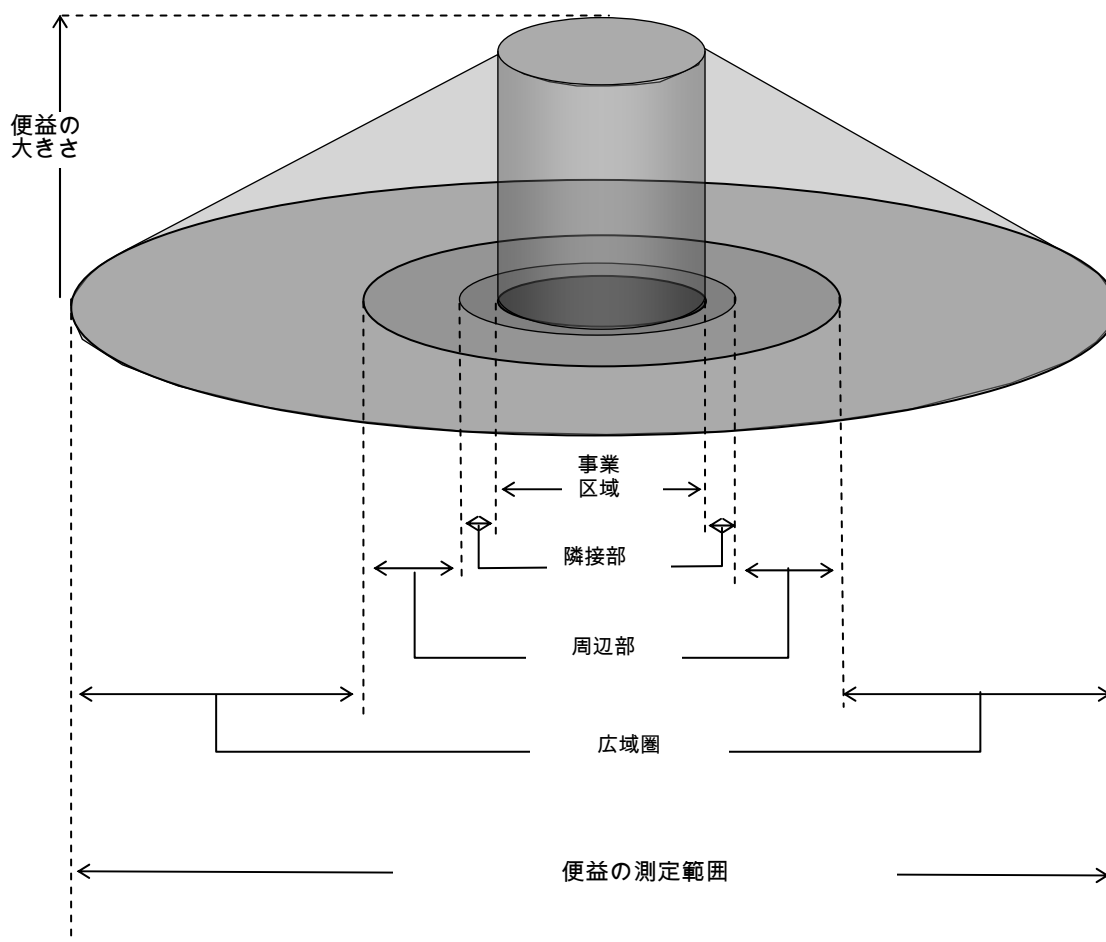 便益の
大きさ
事業
区域
隣接部
周辺部
広域圏
便益の測定範囲